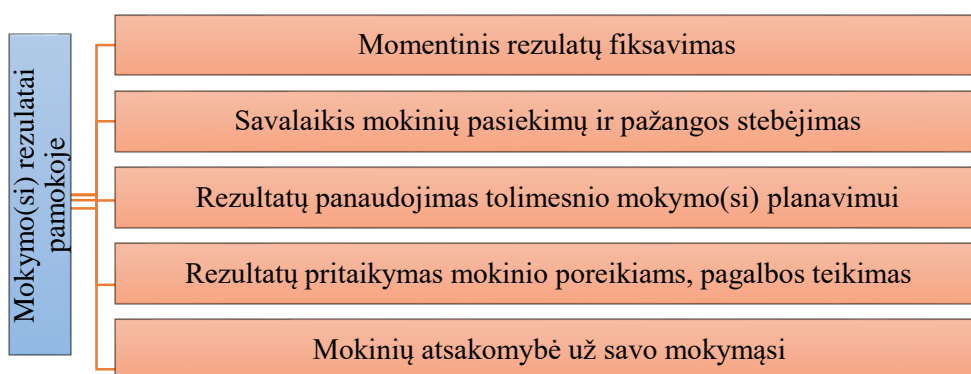 Mokymo(si) rezulatai
pamokoje
Momentinis rezulatų fiksavimas
Savalaikis mokinių pasiekimų ir pažangos stebėjimas
Rezultatų panaudojimas tolimesnio mokymo(si) planavimui
Rezultatų pritaikymas mokinio poreikiams, pagalbos teikimas
Mokinių atsakomybė už savo mokymąsi